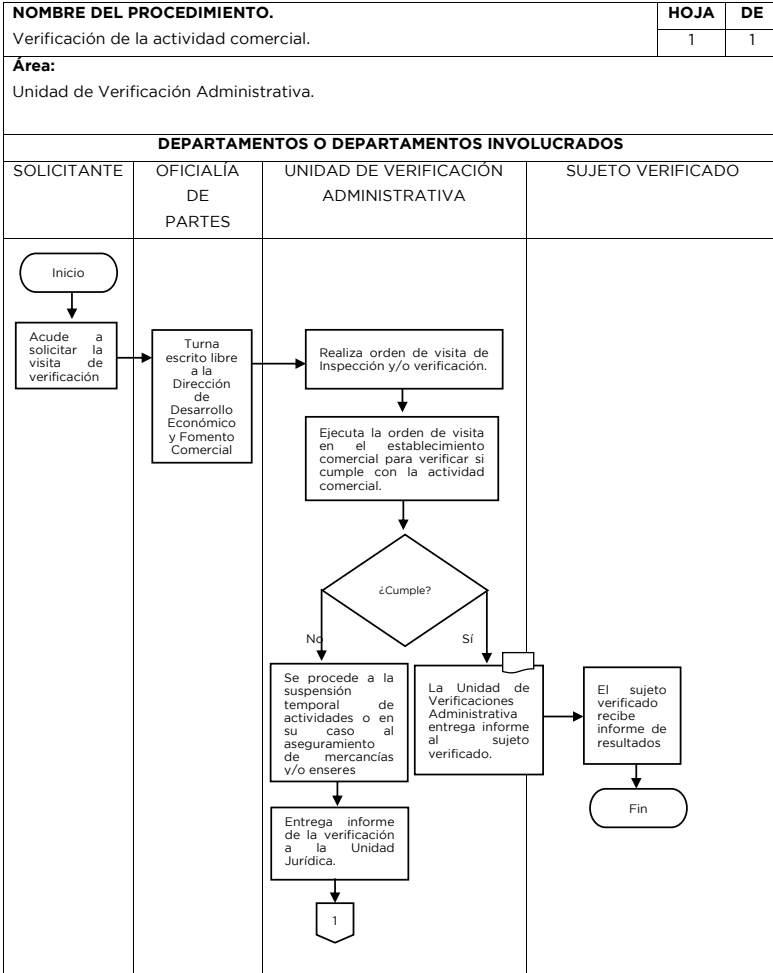 NOMBRE DEL PROCEDIMIENTO.
HOJA
DE
Verificación de la actividad comercial.
1
1
Área:
Unidad de Verificación Administrativa.
DEPARTAMENTOS O DEPARTAMENTOS INVOLUCRADOS
SOLICITANTE
OFICIALÍA
DE
PARTES
UNIDAD DE VERIFICACIÓN
ADMINISTRATIVA
SUJETO VERIFICADO
Inicio
Acude a
solicitar la
visita de
verificación
Turna
escrito libre
a la
Dirección
de
Desarrollo
Económico
y Fomento
Comercial
Realiza orden de visita de
Inspección y/o verificación.
Ejecuta la orden de visita
en el establecimiento
comercial para verificar si
cumple con la actividad
comercial.
¿Cumple?
No
Sí
Se procede a la
suspensión
temporal de
actividades o en
su caso al
aseguramiento
de mercancías
y/o enseres
La Unidad de
Verificaciones
Administrativa
entrega informe
al sujeto
verificado.
El sujeto
verificado
recibe
informe de
resultados
Fin
Entrega informe
de la verificación
a la Unidad
Jurídica.
1